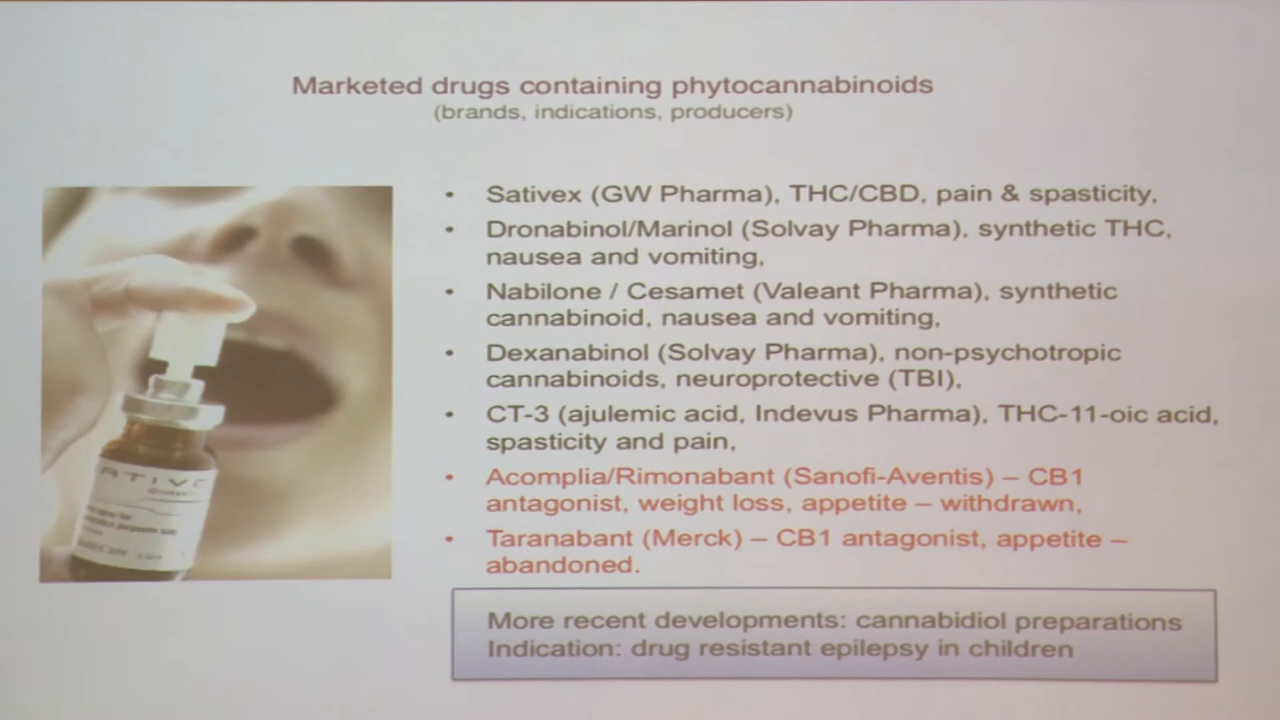 Marketed drugs containing phytocannabinoids
(brands, indications, producers)
• Sativex (GW Pharma), THC/CBD, pain & spasticity,
• Dronabinol/Marinol (Solvay Pharma), synthetic THC,
nausea and vomiting,
• Nabilone / Cesamet (Valeant Pharma), synthetic
cannabinoid, nausea and vomiting,
• Dexanabinol (Solvay Pharma), non-psychotropic
cannabinoids, neuroprotective (TBI),
• CT-3 (ajulemic acid, Indevus Pharma), THC-11-oic acid,
spasticity and pain,
• Acomplia/Rimonabant (Sanofi-Aventis) – CB1
antagonist, weight loss, appetite – withdrawn,
• Taranabant (Merck) – CB1 antagonist, appetite –
abandoned.
More recent developments: cannabidiol preparations
Indication: drug resistant epilepsy in children